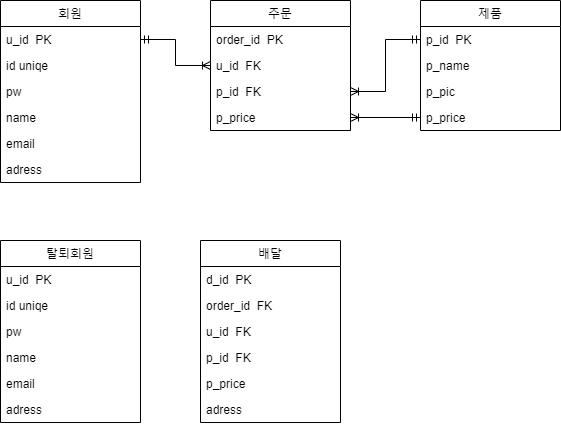 회원
u_id PK
id uniqe
pw
name
email
adress
주문
order_id PK
u_id FK
p_id FK
p_price
제품
p_id PK
p_name
p_pic
p_price
탈퇴회원
u_id PK
id uniqe
pw
name
email
adress
배달
d_id PK
order_id FK
u_id FK
p_id FK
p_price
adress